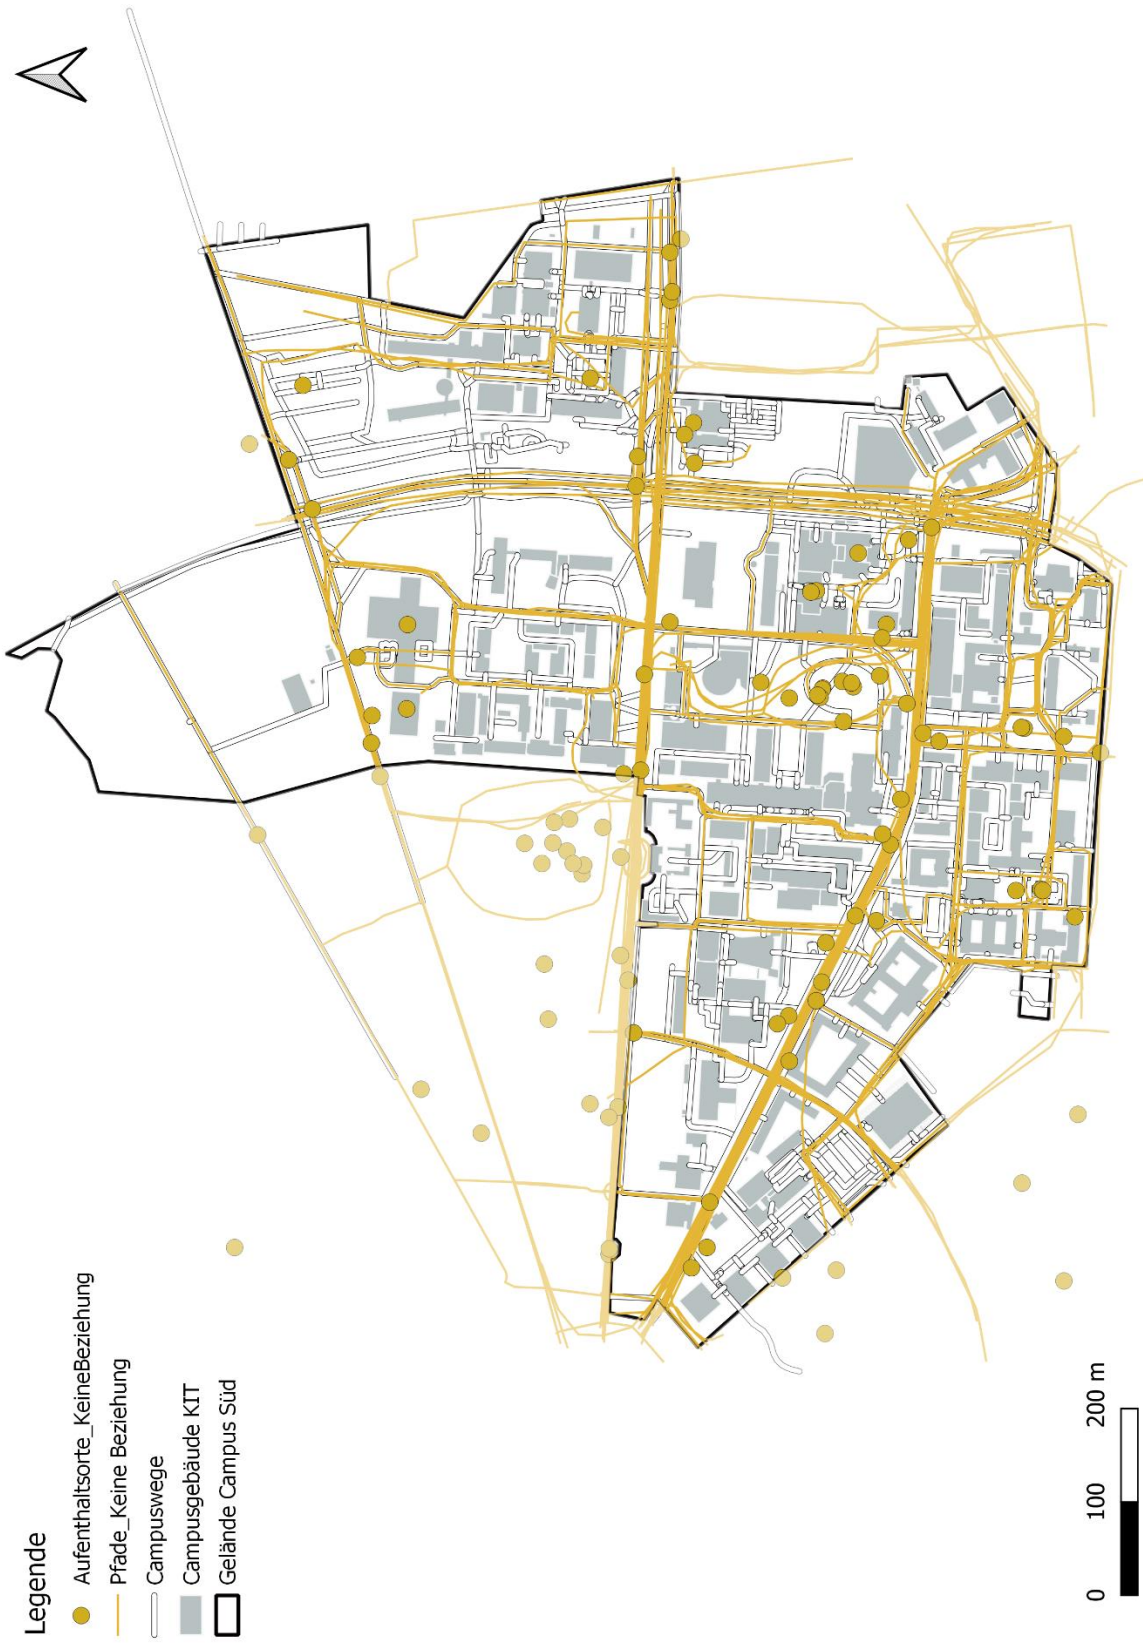 Legende
Aufenthaltsorte_KeineBeziehung
Pfade_Keine Beziehung
Campuswege
Campusgebäude KIT
Gelände Campus Süd
0 100 200 m